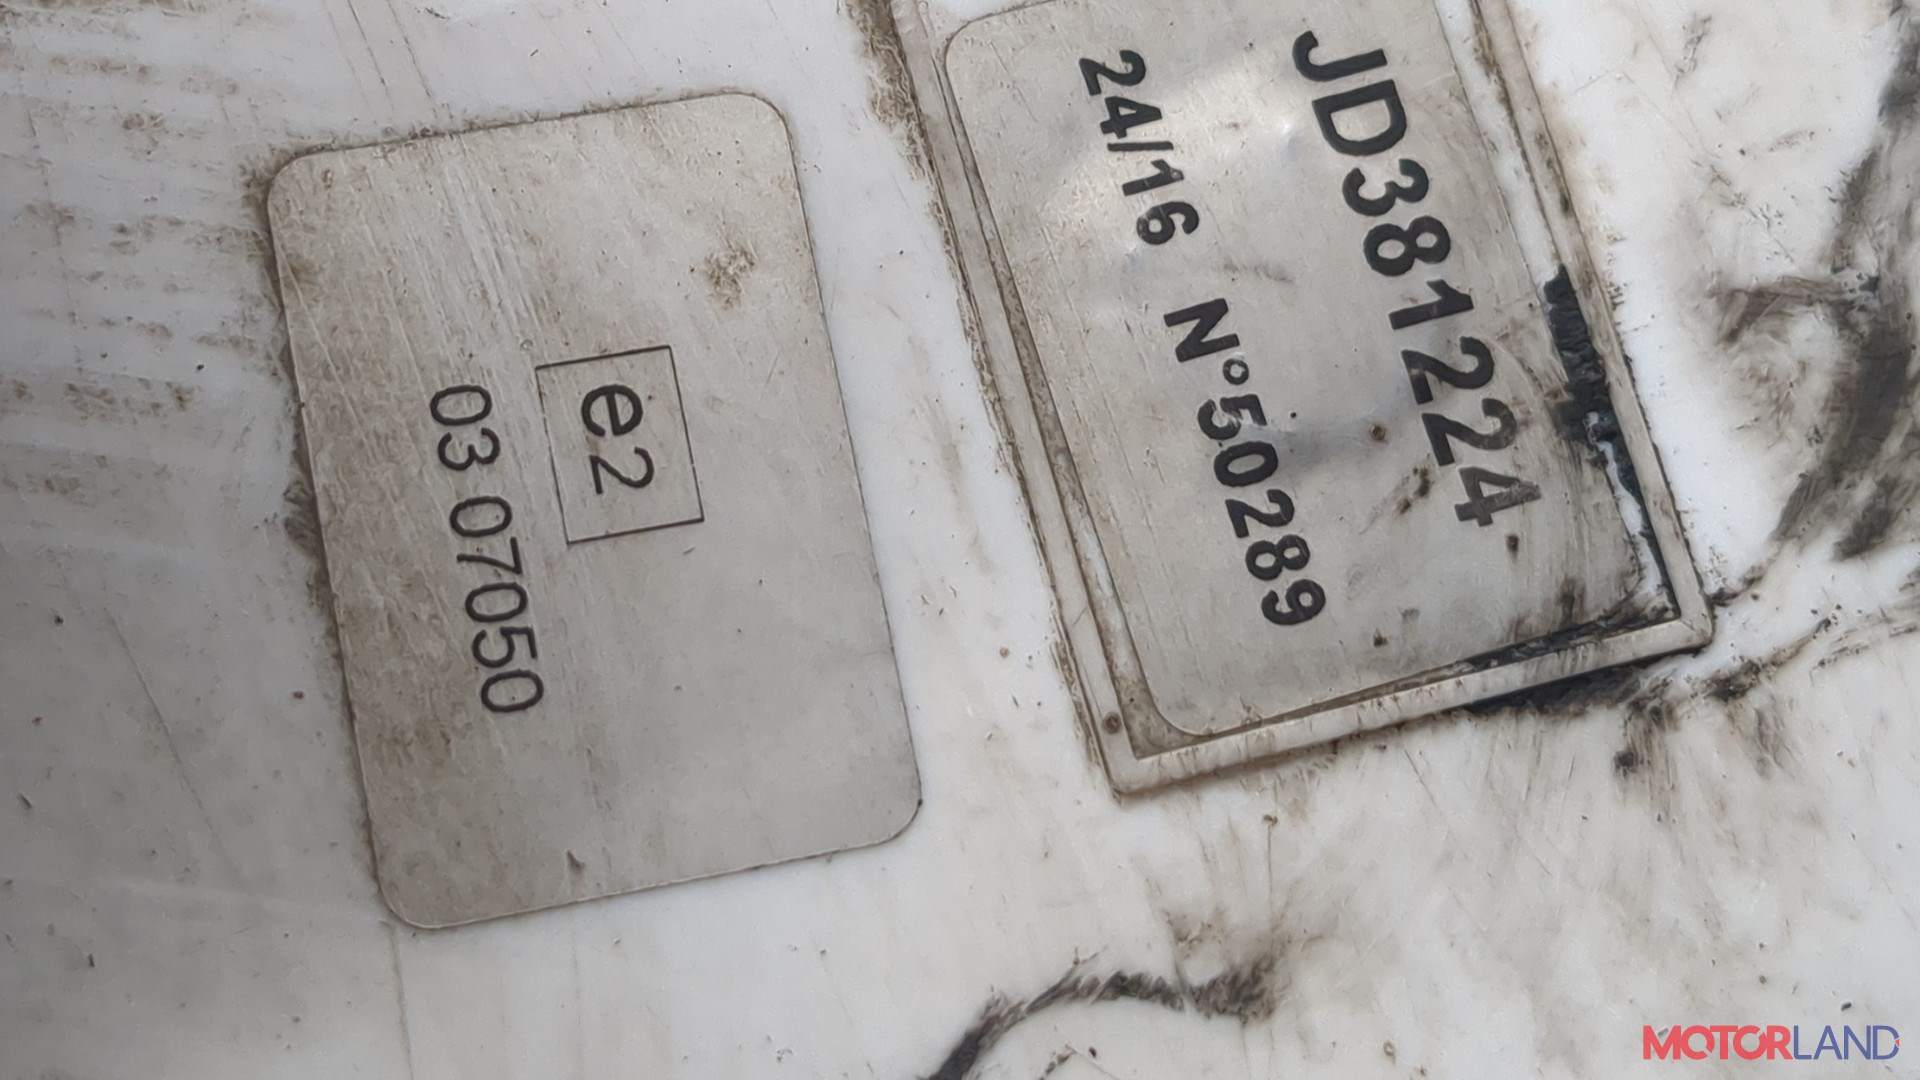 JD381224
24/16 N°50289
e2
03 07050
MOTORLAND